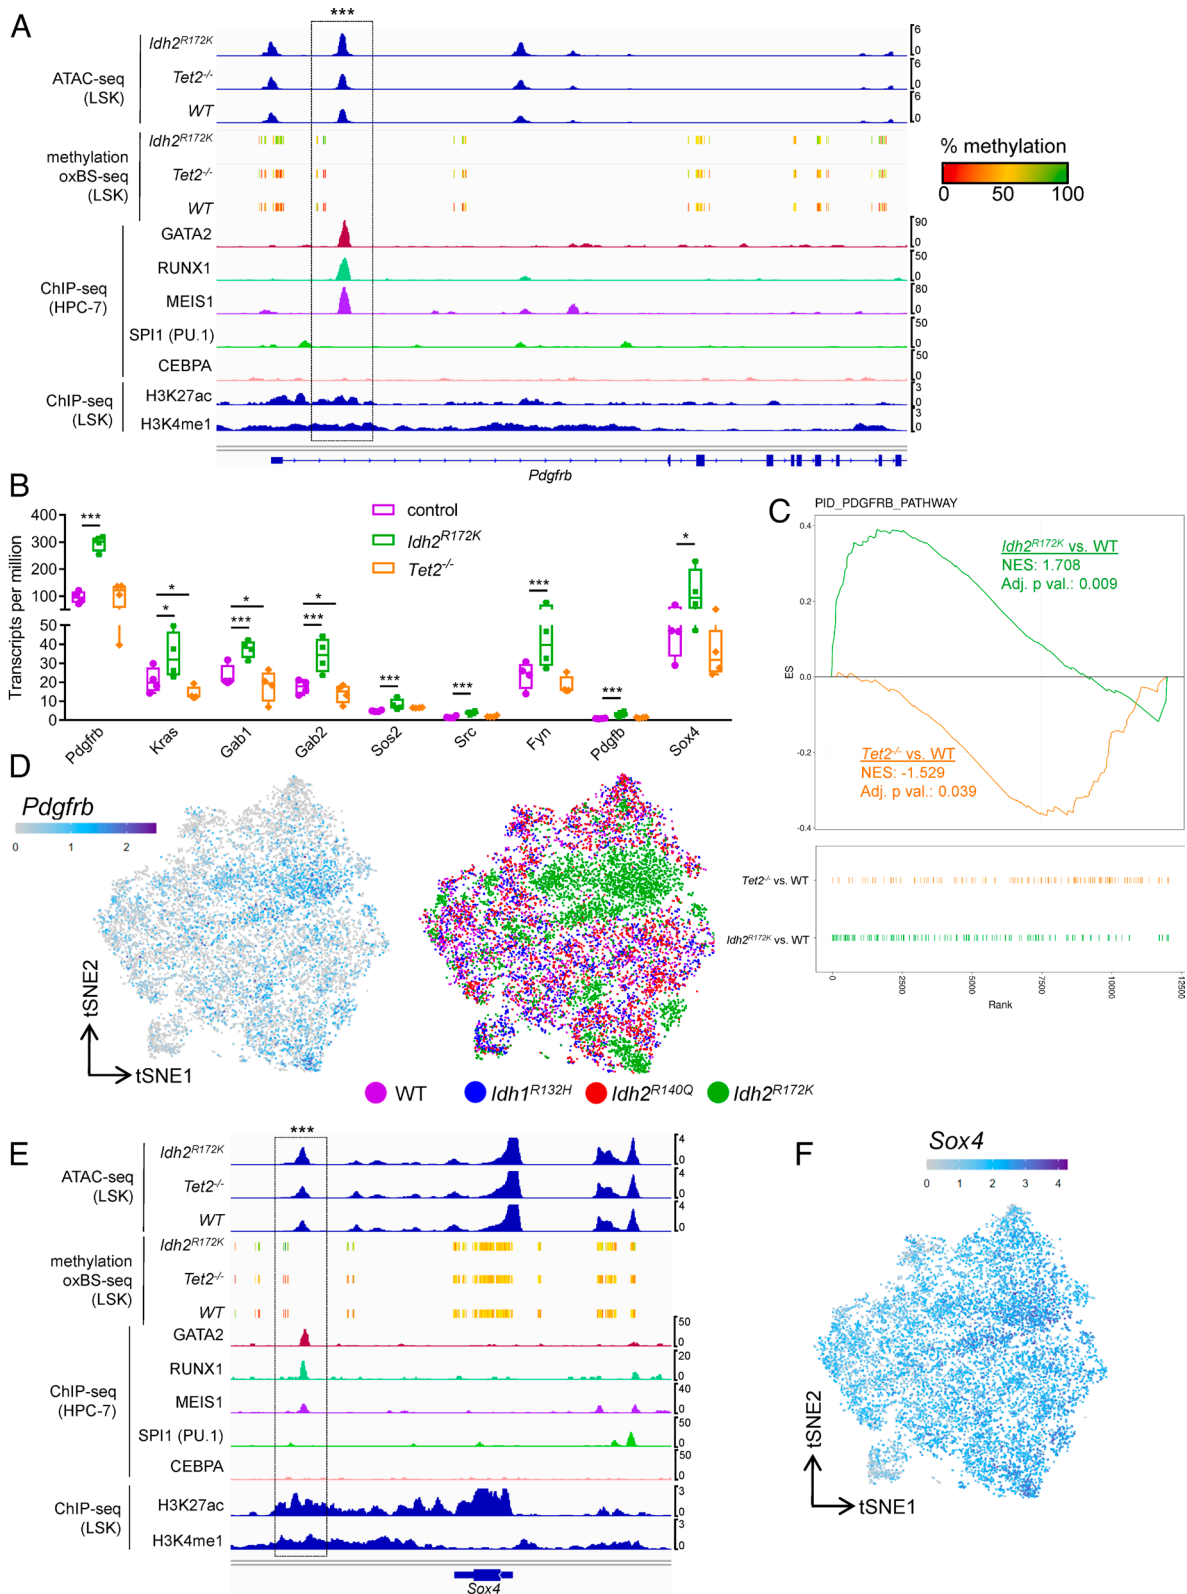 A
***
Idh2R172K
6
0
ATAC-seq
(LSK)
Tet2-/-
6
0
WT
6
0
methylation
oxBS-seq
(LSK)
Idh2R172K
Tet2-/-
WT
% methylation
0 50 100
ChIP-seq
(HPC-7)
GATA2
90
0
RUNX1
50
0
MEIS1
80
0
SPI1 (PU.1)
50
0
CEBPA
50
0
ChIP-seq
(LSK)
H3K27ac
3
0
H3K4me1
3
0
Pdgfrb
B
Transcripts per million
400
300
200
100
50
40
30
20
10
0
control
Idh2R172K
Tet2-/-
***
* *
*** *
*** *
***
***
***
***
*
Pdgfrb Kras Gab1 Gab2 Sos2 Src Fyn Pdgfb Sox4
C
PID_PDGFRB_PATHWAY
ES
0.4
0.2
0.0
-0.2
-0.4
Idh2R172K vs. WT
NES: 1.708
Adj. p val.: 0.009
Tet2-/- vs. WT
NES: -1.529
Adj. p val.: 0.039
Tet2-/- vs. WT
Idh2R172K vs. WT
0 2500 5000 7500 10000 12500
Rank
D
Pdgfrb
0 1 2
tSNE2
tSNE1
WT Idh1R132H Idh2R140Q Idh2R172K
E
***
ATAC-seq
(LSK)
Idh2R172K
4
0
Tet2-/-
4
0
WT
4
0
methylation
oxBS-seq
(LSK)
Idh2R172K
Tet2-/-
WT
ChIP-seq
(HPC-7)
GATA2
50
0
RUNX1
20
0
MEIS1
40
0
SPI1 (PU.1)
50
0
CEBPA
50
0
ChIP-seq
(LSK)
H3K27ac
3
0
H3K4me1
3
0
Sox4
F
Sox4
0 1 2 3 4
tSNE2
tSNE1